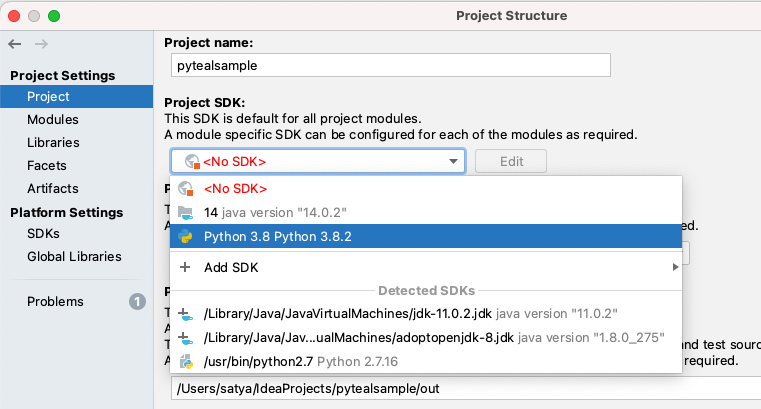 Project Structure
Project name:
Project Settings
pytealsample
Project
Project SDK:
Modules
This SDK is default for all project modules.
Libraries
A module specific SDK can be configured for each of the modules as required.
Facets
<No SDK>
Edit
Artifacts
<No SDK>
Platform Settings
14 java version "14.0.2"
SDKs
Python 3.8 Python 3.8.2
Global Libraries
Add SDK
Detected SDKs
Problems
1
/Library/Java/JavaVirtualMachines/jdk-11.0.2.jdk java version "11.0.2"
/Library/Java/Jav...ualMachines/adoptopenjdk-8.jdk java version "1.8.0_275"
and test sourc
/usr/bin/python2.7 Python 2.7.16
required.
/Users/satya/IdeaProjects/pytealsample/out